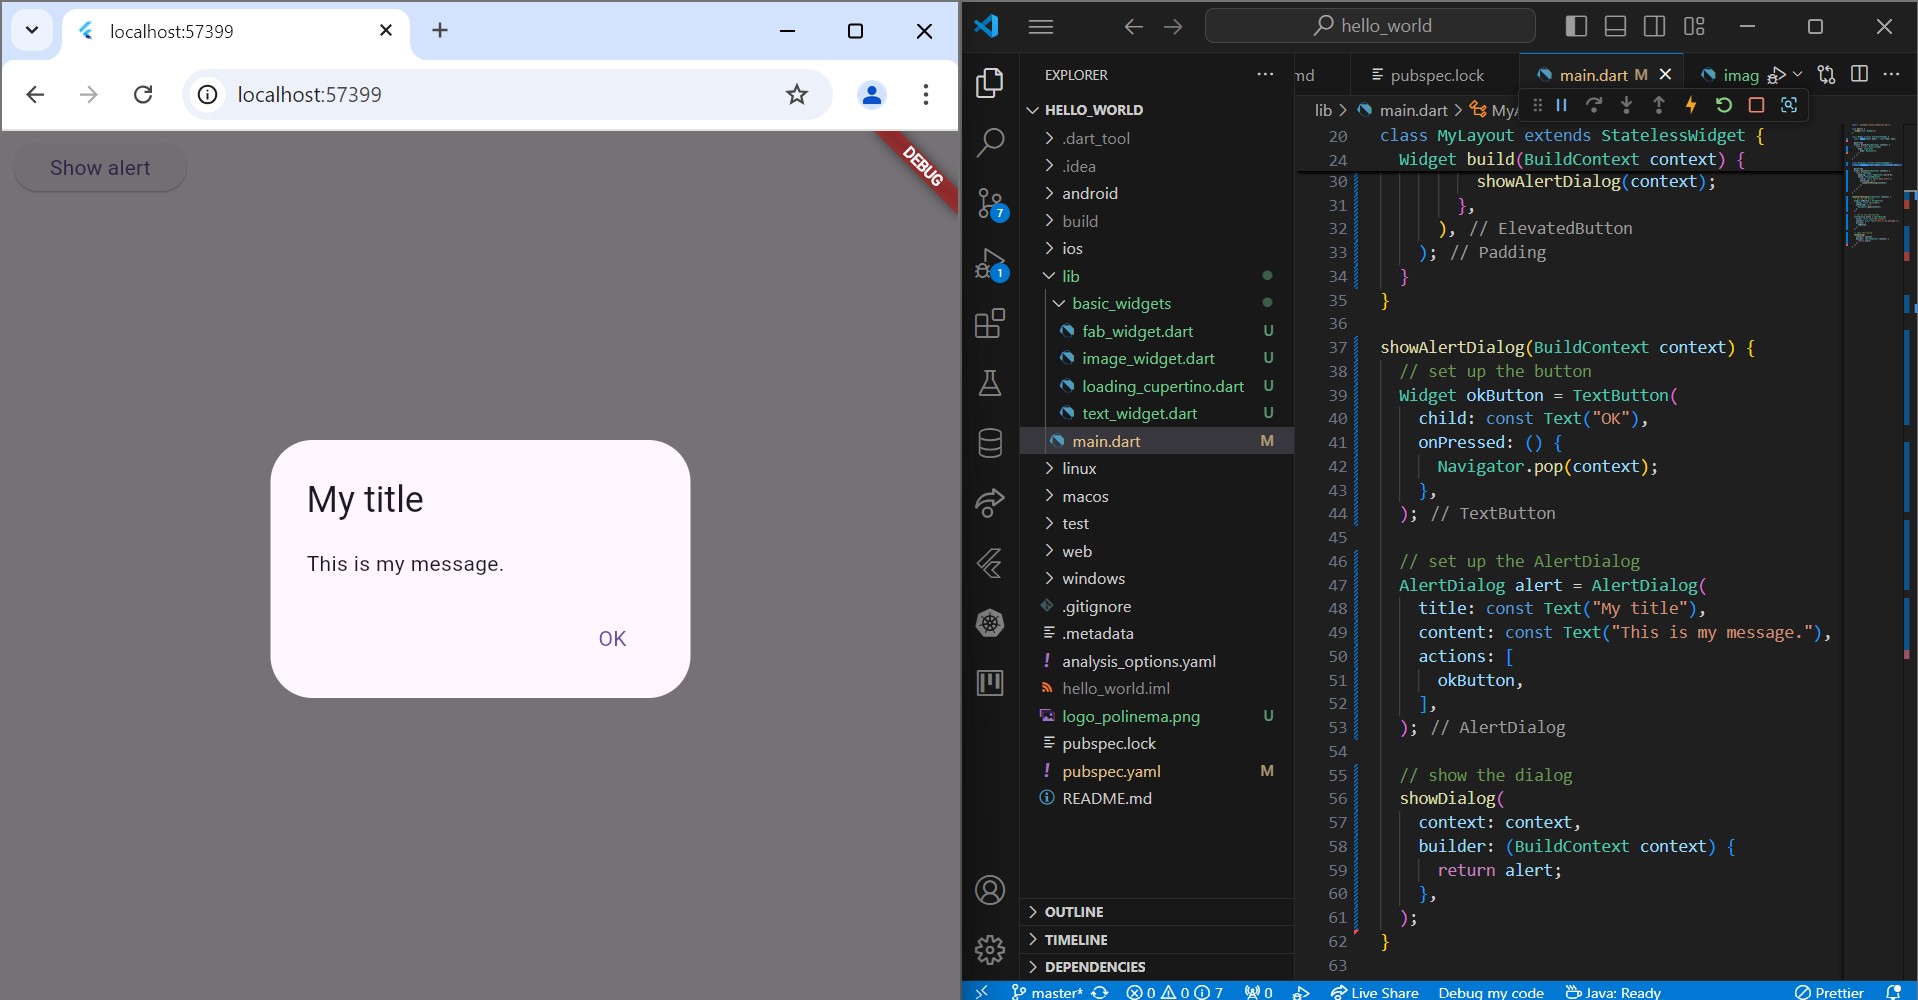 localhost:57399
localhost:57399
Show alert
DEBUG
My title
This is my message.
OK
hello_world
EXPLORER
HELLO_WORLD
.dart_tool
.idea
android
build
ios
lib
basic_widgets
fab_widget.dart U
image_widget.dart U
loading_cupertino.dart U
text_widget.dart U
main.dart M
linux
macos
test
web
windows
.gitignore
.metadata
analysis_options.yaml
hello_world.iml
logo_polinema.png U
pubspec.lock
pubspec.yaml M
README.md
OUTLINE
TIMELINE
DEPENDENCIES
7
1
md pubspec.lock main.dart M imag
lib > main.dart > MyA
20 class MyLayout extends StatelessWidget {
24 Widget build(BuildContext context) {
30 showAlertDialog(context);
31 },
32 ), // ElevatedButton
33 ); // Padding
34 }
35 }
36
37 showAlertDialog(BuildContext context) {
38 // set up the button
39 Widget okButton = TextButton(
40 child: const Text("OK"),
41 onPressed: () {
42 Navigator.pop(context);
43 },
44 ); // TextButton
45
46 // set up the AlertDialog
47 AlertDialog alert = AlertDialog(
48 title: const Text("My title"),
49 content: const Text("This is my message."),
50 actions: [
51 okButton,
52 ],
53 ); // AlertDialog
54
55 // show the dialog
56 showDialog(
57 context: context,
58 builder: (BuildContext context) {
59 return alert;
60 },
61 );
62 }
63
master* 0 0 7 0 Live Share Debug my code Java: Ready Prettier